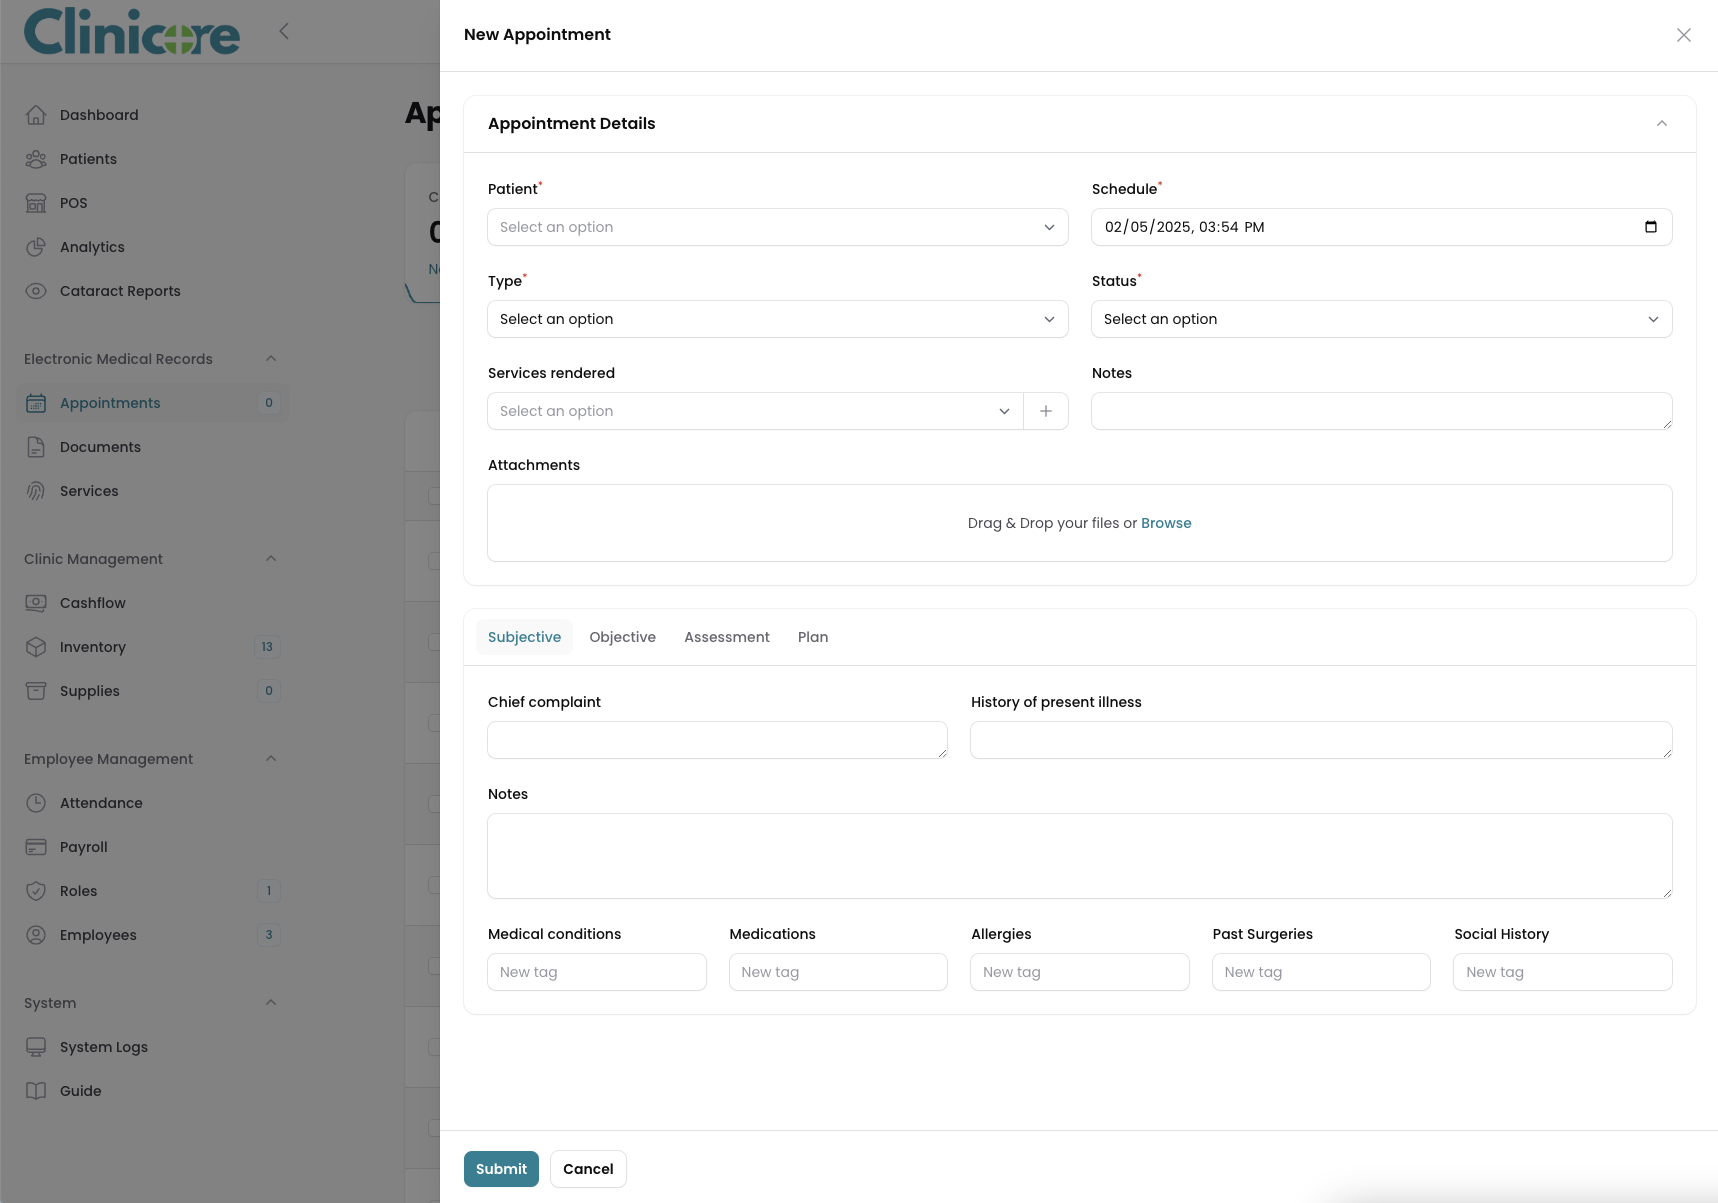 Clinicore
Dashboard
Patients
POS
Analytics
Cataract Reports
Electronic Medical Records
Appointments 0
Documents
Services
Clinic Management
Cashflow
Inventory 13
Supplies 0
Employee Management
Attendance
Payroll
Roles 1
Employees 3
System
System Logs
Guide
New Appointment
Appointment Details
Patient* Schedule*
Select an option 02/05/2025, 03:54 PM
Type* Status*
Select an option Select an option
Services rendered Notes
Select an option
Attachments
Drag & Drop your files or Browse
Subjective Objective Assessment Plan
Chief complaint History of present illness
Notes
Medical conditions Medications Allergies Past Surgeries Social History
New tag New tag New tag New tag New tag
Submit Cancel